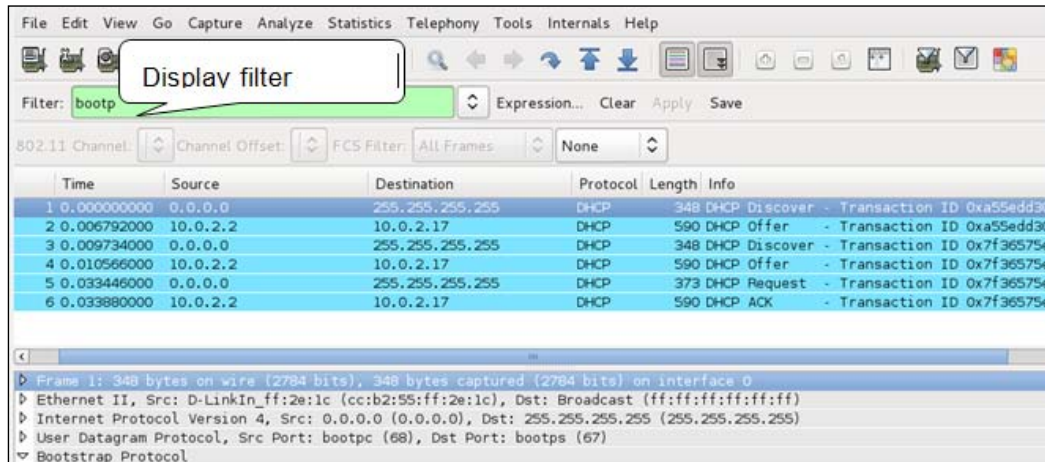 File Edit View Go Capture Analyze Statistics Telephony Tools Internals Help
Display filter
Filter: bootp Expression... Clear Apply Save
802.11 Channel: Channel Offset: FCS Filter: All Frames None
Time Source Destination Protocol Length Info
1 0.000000000 0.0.0.0 255.255.255.255 DHCP 348 DHCP Discover - Transaction ID 0xa55edd30
2 0.006792000 10.0.2.2 10.0.2.17 DHCP 590 DHCP Offer - Transaction ID 0xa55edd30
3 0.009734000 0.0.0.0 255.255.255.255 DHCP 348 DHCP Discover - Transaction ID 0x7f36575e
4 0.010566000 10.0.2.2 10.0.2.17 DHCP 590 DHCP Offer - Transaction ID 0x7f36575e
5 0.033446000 0.0.0.0 255.255.255.255 DHCP 373 DHCP Request - Transaction ID 0x7f36575e
6 0.033880000 10.0.2.2 10.0.2.17 DHCP 590 DHCP ACK - Transaction ID 0x7f36575e
Frame 1: 348 bytes on wire (2784 bits), 348 bytes captured (2784 bits) on interface 0
Ethernet II, Src: D-LinkIn_ff:2e:1c (cc:b2:55:ff:2e:1c), Dst: Broadcast (ff:ff:ff:ff:ff:ff)
Internet Protocol Version 4, Src: 0.0.0.0 (0.0.0.0), Dst: 255.255.255.255 (255.255.255.255)
User Datagram Protocol, Src Port: bootpc (68), Dst Port: bootps (67)
Bootstrap Protocol